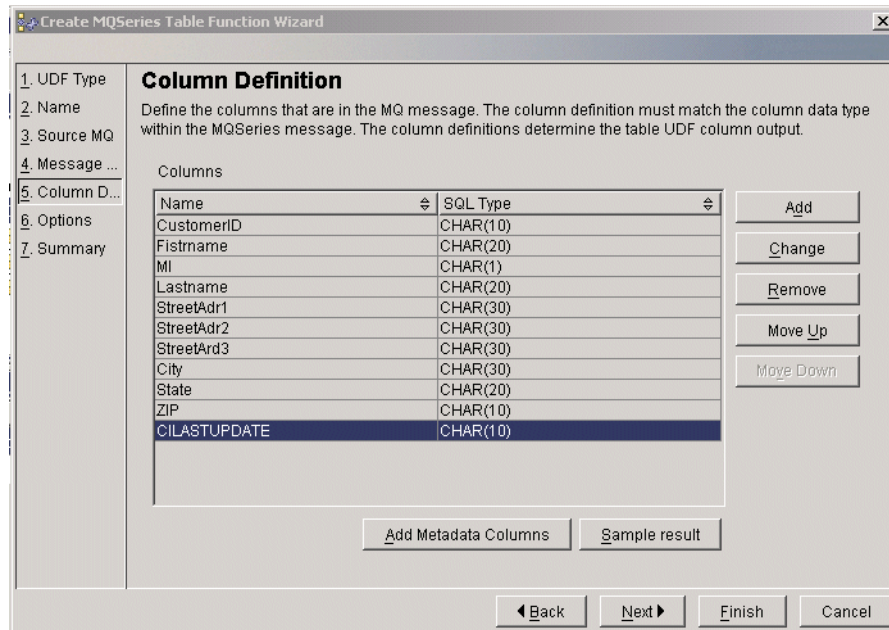 Create MQSeries Table Function Wizard
1. UDF Type
2. Name
3. Source MQ
4. Message ...
5. Column D...
6. Options
7. Summary
Column Definition
Define the columns that are in the MQ message. The column definition must match the column data type
within the MQSeries message. The column definitions determine the table UDF column output.
Columns
Name SQL Type
CustomerID CHAR(10)
Fistrname CHAR(20)
MI CHAR(1)
Lastname CHAR(20)
StreetAdr1 CHAR(30)
StreetAdr2 CHAR(30)
StreetArd3 CHAR(30)
City CHAR(30)
State CHAR(20)
ZIP CHAR(10)
CILASTUPDATE CHAR(10)
Add
Change
Remove
Move Up
Move Down
Add Metadata Columns Sample result
Back Next Finish Cancel